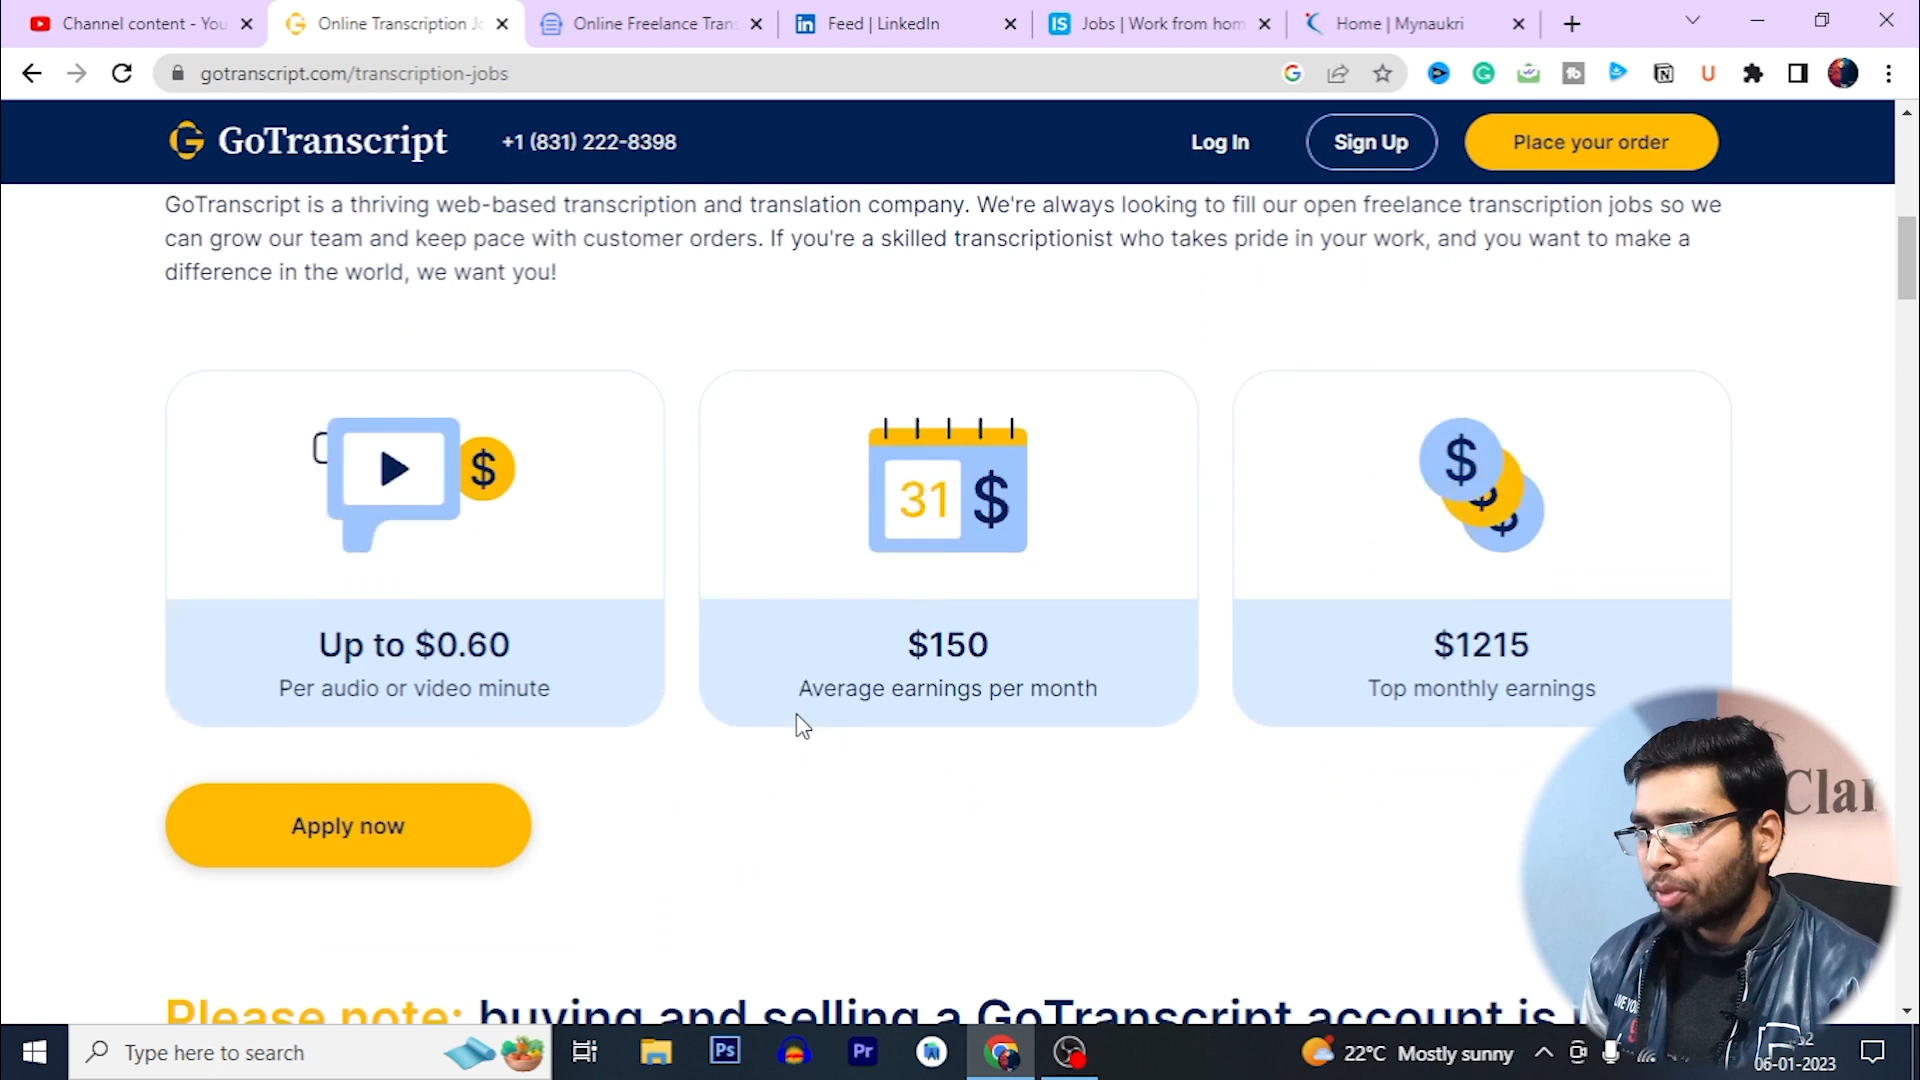 Channel content - You
Online Transcription Jo
Online Freelance Trans
Feed | LinkedIn
Jobs | Work from hom
Home | Mynaukri
gotranscript.com/transcription-jobs
GoTranscript
+1 (831) 222-8398
Log In
Sign Up
Place your order
GoTranscript is a thriving web-based transcription and translation company. We're always looking to fill our open freelance transcription jobs so we
can grow our team and keep pace with customer orders. If you're a skilled transcriptionist who takes pride in your work, and you want to make a
difference in the world, we want you!
31 $
Up to $0.60
Per audio or video minute
$150
Average earnings per month
$1215
Top monthly earnings
Apply now
Please note: buying and selling a GoTranscript account is
Type here to search
Ps
Pr
22°C Mostly sunny
06-01-2023